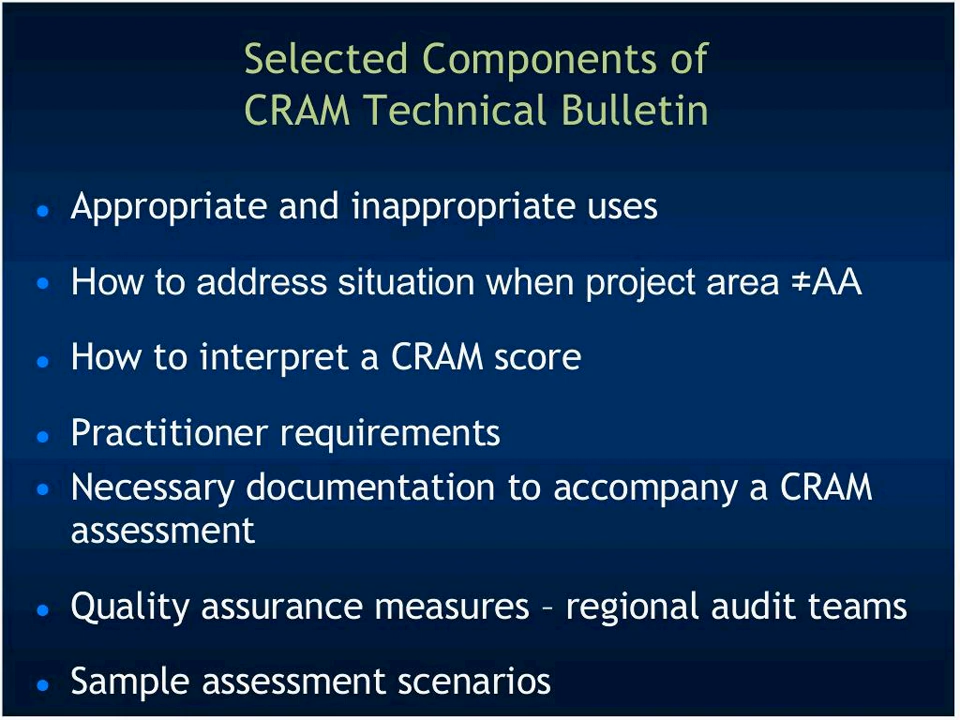 Selected Components of
CRAM Technical Bulletin
• Appropriate and inappropriate uses
• How to address situation when project area ≠AA
• How to interpret a CRAM score
• Practitioner requirements
• Necessary documentation to accompany a CRAM
assessment
• Quality assurance measures – regional audit teams
• Sample assessment scenarios